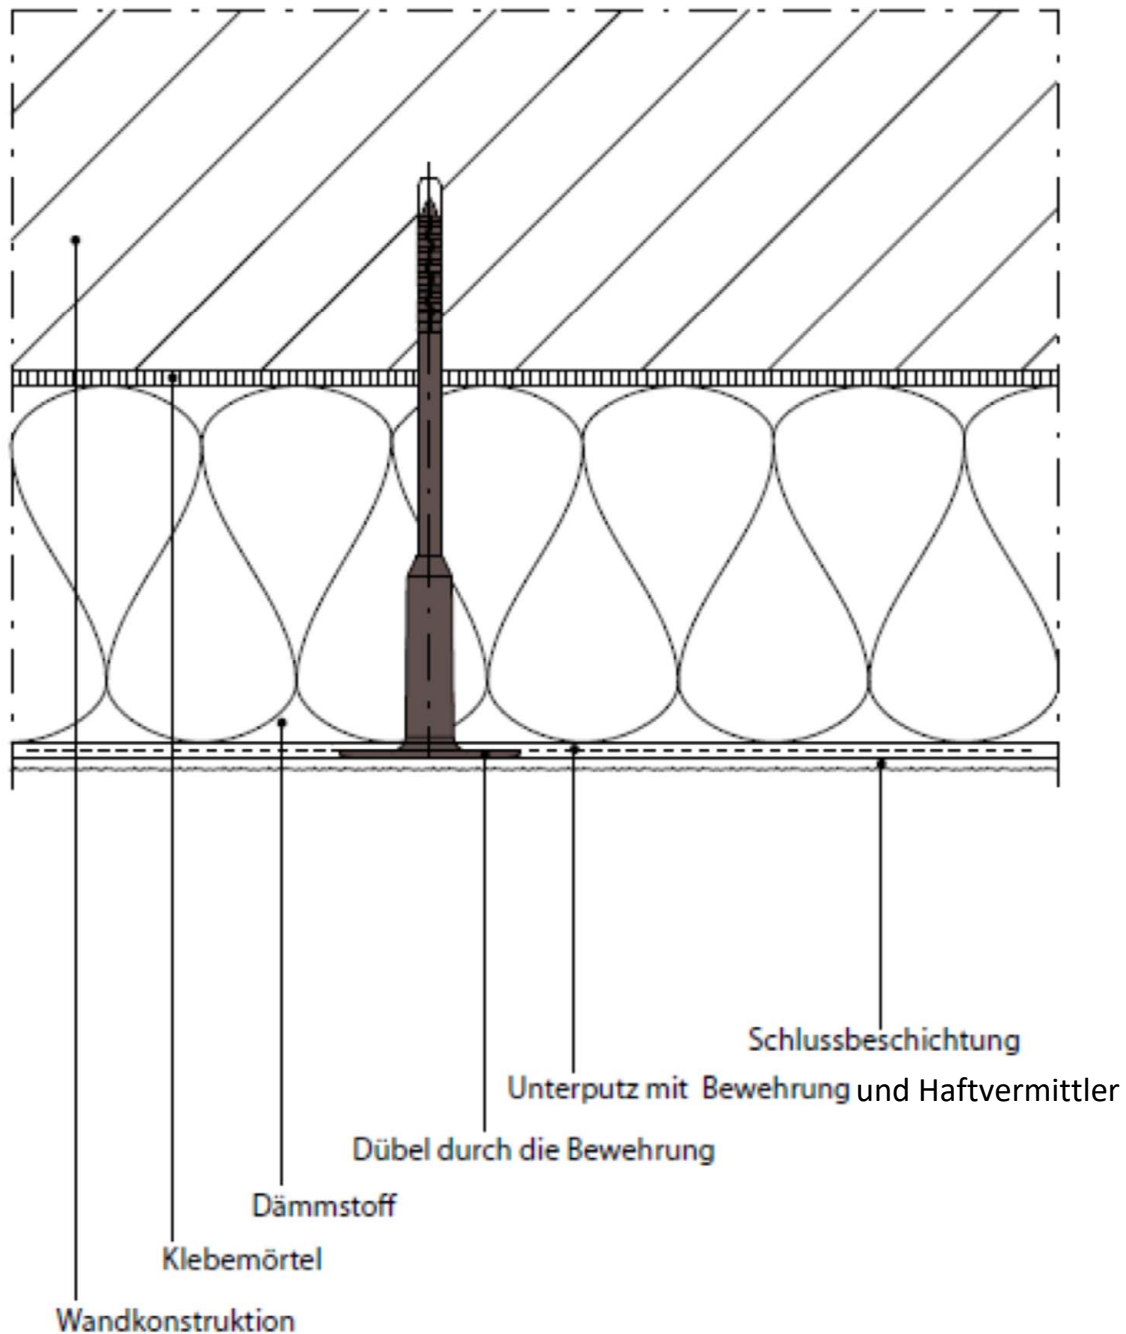 Schlussbeschichtung
Unterputz mit Bewehrung und Haftvermittler
Dübel durch die Bewehrung
Dämmstoff
Klebemörtel
Wandkonstruktion